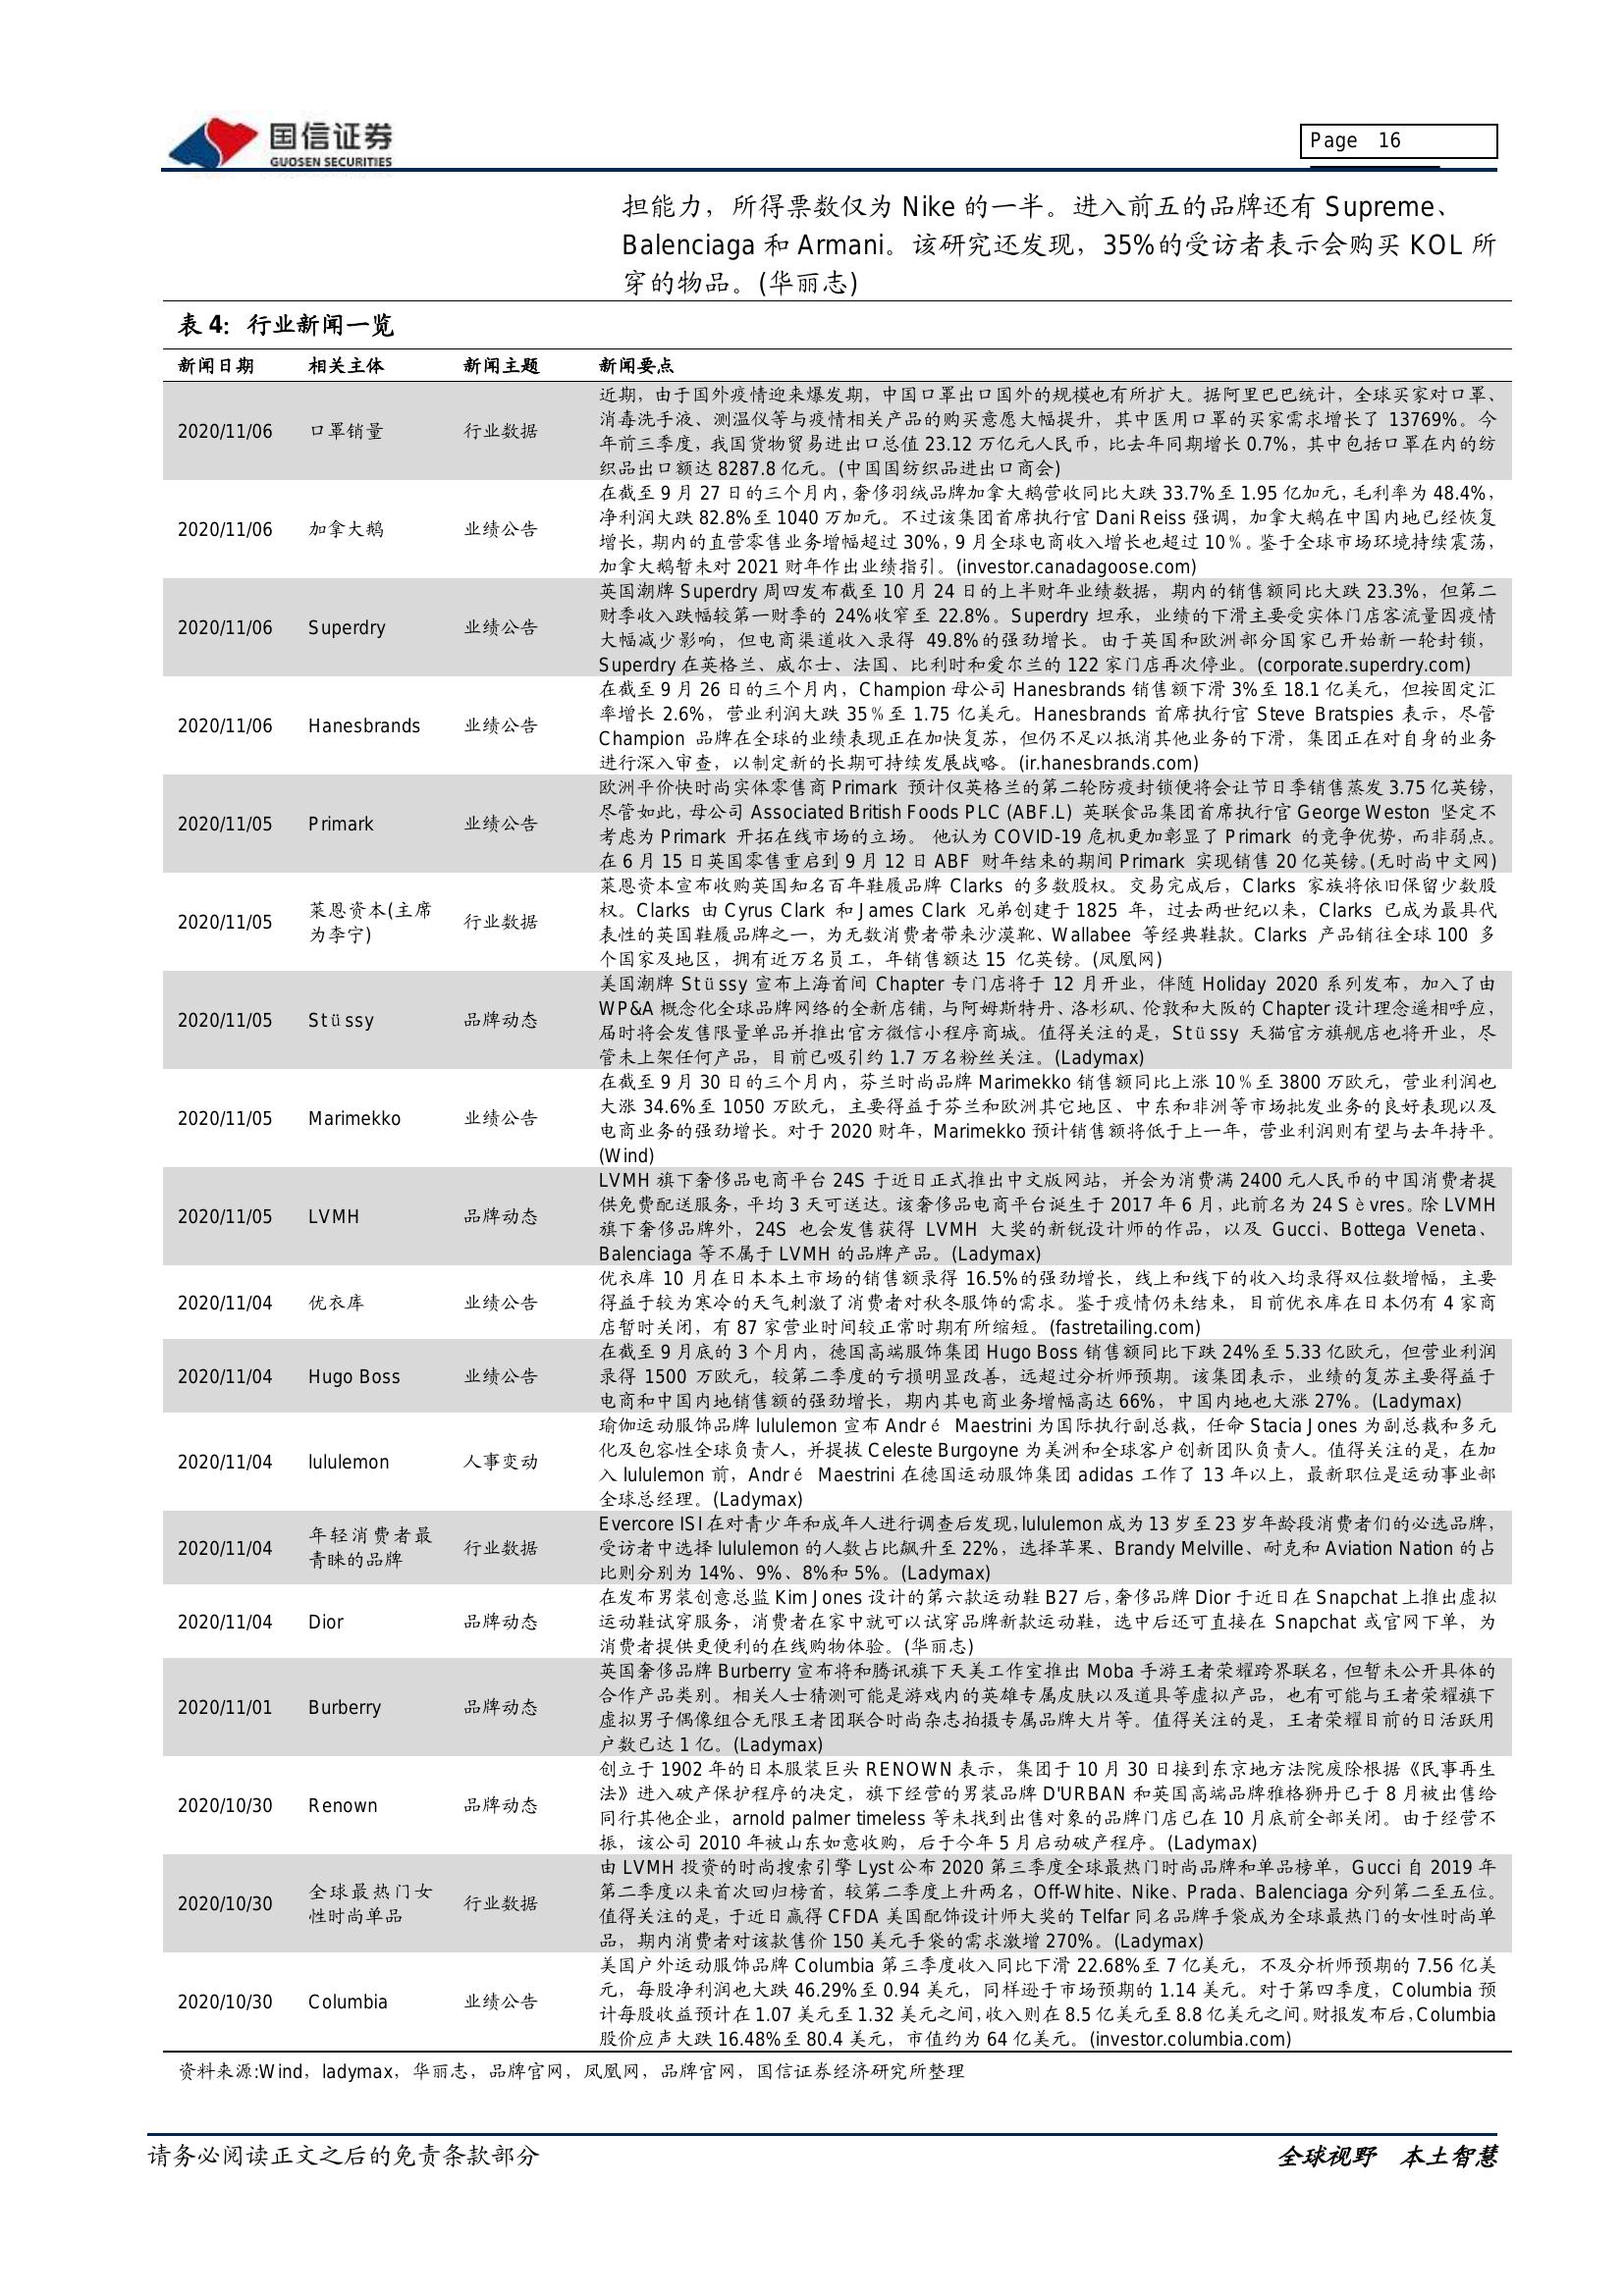 国信证券
GUOSEN SECURITIES
Page 16
担能力，所得票数仅为 Nike 的一半。进入前五的品牌还有 Supreme、
Balenciaga 和 Armani。该研究还发现，35%的受访者表示会购买 KOL 所
穿的物品。(华丽志)
表 4：行业新闻一览
新闻日期 相关主体 新闻主题 新闻要点
近期，由于国外疫情迎来爆发期，中国口罩出口国外的规模也有所扩大。据阿里巴巴统计，全球买家对口罩、
消毒洗手液、测温仪等与疫情相关产品的购买意愿大幅提升，其中医用口罩的买家需求增长了 13769%。今
2020/11/06 口罩销量 行业数据
年前三季度，我国货物贸易进出口总值 23.12 万亿元人民币，比去年同期增长 0.7%，其中包括口罩在内的纺
织品出口额达 8287.8 亿元。(中国国纺织品进出口商会)
在截至 9 月 27 日的三个月内，奢侈羽绒品牌加拿大鹅营收同比大跌 33.7%至 1.95 亿加元，毛利率为 48.4%，
净利润大跌 82.8%至 1040 万加元。不过该集团首席执行官 Dani Reiss 强调，加拿大鹅在中国内地已经恢复
2020/11/06 加拿大鹅 业绩公告
增长，期内的直营零售业务增幅超过 30%，9 月全球电商收入增长也超过 10％。鉴于全球市场环境持续震荡，
加拿大鹅暂未对 2021 财年作出业绩指引。(investor.canadagoose.com)
英国潮牌 Superdry 周四发布截至 10 月 24 日的上半财年业绩数据，期内的销售额同比大跌 23.3%，但第二
财季收入跌幅较第一财季的 24%收窄至 22.8%。Superdry 坦承，业绩的下滑主要受实体门店客流量因疫情
2020/11/06 Superdry 业绩公告
大幅减少影响，但电商渠道收入录得 49.8%的强劲增长。由于英国和欧洲部分国家已开始新一轮封锁，
Superdry 在英格兰、威尔士、法国、比利时和爱尔兰的 122 家门店再次停业。(corporate.superdry.com)
在截至 9 月 26 日的三个月内，Champion 母公司 Hanesbrands 销售额下滑 3%至 18.1 亿美元，但按固定汇
率增长 2.6%，营业利润大跌 35％至 1.75 亿美元。Hanesbrands 首席执行官 Steve Bratspies 表示，尽管
2020/11/06 Hanesbrands 业绩公告
Champion 品牌在全球的业绩表现正在加快复苏，但仍不足以抵消其他业务的下滑，集团正在对自身的业务
进行深入审查，以制定新的长期可持续发展战略。(ir.hanesbrands.com)
欧洲平价快时尚实体零售商 Primark 预计仅英格兰的第二轮防疫封锁便将会让节日季销售蒸发 3.75 亿英镑，
尽管如此，母公司 Associated British Foods PLC (ABF.L) 英联食品集团首席执行官 George Weston 坚定不
2020/11/05 Primark 业绩公告
考虑为 Primark 开拓在线市场的立场。 他认为 COVID-19 危机更加彰显了 Primark 的竞争优势，而非弱点。
在 6 月 15 日英国零售重启到 9 月 12 日 ABF 财年结束的期间 Primark 实现销售 20 亿英镑。(无时尚中文网)
莱恩资本宣布收购英国知名百年鞋履品牌 Clarks 的多数股权。交易完成后，Clarks 家族将依旧保留少数股
权。Clarks 由 Cyrus Clark 和 James Clark 兄弟创建于 1825 年，过去两世纪以来，Clarks 已成为最具代
2020/11/05 莱恩资本(主席为李宁) 行业数据
表性的英国鞋履品牌之一，为无数消费者带来沙漠靴、Wallabee 等经典鞋款。Clarks 产品销往全球 100 多
个国家及地区，拥有近万名员工，年销售额达 15 亿英镑。(凤凰网)
美国潮牌 Stüssy 宣布上海首间 Chapter 专门店将于 12 月开业，伴随 Holiday 2020 系列发布，加入了由
WP&A 概念化全球品牌网络的全新店铺，与阿姆斯特丹、洛杉矶、伦敦和大阪的 Chapter 设计理念遥相呼应，
2020/11/05 Stüssy 品牌动态
届时将会发售限量单品并推出官方微信小程序商城。值得关注的是，Stüssy 天猫官方旗舰店也将开业，尽
管未上架任何产品，目前已吸引约 1.7 万名粉丝关注。(Ladymax)
在截至 9 月 30 日的三个月内，芬兰时尚品牌 Marimekko 销售额同比上涨 10％至 3800 万欧元，营业利润也
大涨 34.6%至 1050 万欧元，主要得益于芬兰和欧洲其它地区、中东和非洲等市场批发业务的良好表现以及
2020/11/05 Marimekko 业绩公告
电商业务的强劲增长。对于 2020 财年，Marimekko 预计销售额将低于上一年，营业利润则有望与去年持平。
(Wind)
LVMH 旗下奢侈品电商平台 24S 于近日正式推出中文版网站，并会为消费满 2400 元人民币的中国消费者提
供免费配送服务，平均 3 天可送达。该奢侈品电商平台诞生于 2017 年 6 月，此前名为 24 Sèvres。除 LVMH
2020/11/05 LVMH 品牌动态
旗下奢侈品牌外，24S 也会发售获得 LVMH 大奖的新锐设计师的作品，以及 Gucci、Bottega Veneta、
Balenciaga 等不属于 LVMH 的品牌产品。(Ladymax)
优衣库 10 月在日本本土市场的销售额录得 16.5%的强劲增长，线上和线下的收入均录得双位数增幅，主要
2020/11/04 优衣库 业绩公告
得益于较为寒冷的天气刺激了消费者对秋冬服饰的需求。鉴于疫情仍未结束，目前优衣库在日本仍有 4 家商
店暂时关闭，有 87 家营业时间较正常时期有所缩短。(fastretailing.com)
在截至 9 月底的 3 个月内，德国高端服饰集团 Hugo Boss 销售额同比下跌 24%至 5.33 亿欧元，但营业利润
2020/11/04 Hugo Boss 业绩公告
录得 1500 万欧元，较第二季度的亏损明显改善，远超过分析师预期。该集团表示，业绩的复苏主要得益于
电商和中国内地销售额的强劲增长，期内其电商业务增幅高达 66%，中国内地也大涨 27%。(Ladymax)
瑜伽运动服饰品牌 lululemon 宣布 André Maestrini 为国际执行副总裁，任命 Stacia Jones 为副总裁和多元
化及包容性全球负责人，并提拔 Celeste Burgoyne 为美洲和全球客户创新团队负责人。值得关注的是，在加
2020/11/04 lululemon 人事变动
入 lululemon 前，André Maestrini 在德国运动服饰集团 adidas 工作了 13 年以上，最新职位是运动事业部
全球总经理。(Ladymax)
Evercore ISI 在对青少年和成年人进行调查后发现，lululemon 成为 13 岁至 23 岁年龄段消费者们的必选品牌，
2020/11/04 年轻消费者最青睐的品牌 行业数据
受访者中选择 lululemon 的人数占比飙升至 22%，选择苹果、Brandy Melville、耐克和 Aviation Nation 的占
比则分别为 14%、9%、8%和 5%。(Ladymax)
在发布男装创意总监 Kim Jones 设计的第六款运动鞋 B27 后，奢侈品牌 Dior 于近日在 Snapchat 上推出虚拟
2020/11/04 Dior 品牌动态
运动鞋试穿服务，消费者在家中就可以试穿品牌新款运动鞋，选中后还可直接在 Snapchat 或官网下单，为
消费者提供更便利的在线购物体验。(华丽志)
英国奢侈品牌 Burberry 宣布将和腾讯旗下天美工作室推出 Moba 手游王者荣耀跨界联名，但暂未公开具体的
合作产品类别。相关人士猜测可能是游戏内的英雄专属皮肤以及道具等虚拟产品，也有可能与王者荣耀旗下
2020/11/01 Burberry 品牌动态
虚拟男子偶像组合无限王者团联合时尚杂志拍摄专属品牌大片等。值得关注的是，王者荣耀目前的日活跃用
户数已达 1 亿。(Ladymax)
创立于 1902 年的日本服装巨头 RENOWN 表示，集团于 10 月 30 日接到东京地方法院废除根据《民事再生
法》进入破产保护程序的决定，旗下经营的男装品牌 D'URBAN 和英国高端品牌雅格狮丹已于 8 月被出售给
2020/10/30 Renown 品牌动态
同行其他企业，arnold palmer timeless 等未找到出售对象的品牌门店已在 10 月底前全部关闭。由于经营不
振，该公司 2010 年被山东如意收购，后于今年 5 月启动破产程序。(Ladymax)
由 LVMH 投资的时尚搜索引擎 Lyst 公布 2020 第三季度全球最热门时尚品牌和单品榜单，Gucci 自 2019 年
第二季度以来首次回归榜首，较第二季度上升两名，Off-White、Nike、Prada、Balenciaga 分列第二至五位。
2020/10/30 全球最热门女性时尚单品 行业数据
值得关注的是，于近日赢得 CFDA 美国配饰设计师大奖的 Telfar 同名品牌手袋成为全球最热门的女性时尚单
品，期内消费者对该款售价 150 美元手袋的需求激增 270%。(Ladymax)
美国户外运动服饰品牌 Columbia 第三季度收入同比下滑 22.68%至 7 亿美元，不及分析师预期的 7.56 亿美
元，每股净利润也大跌 46.29%至 0.94 美元，同样逊于市场预期的 1.14 美元。对于第四季度，Columbia 预
2020/10/30 Columbia 业绩公告
计每股收益预计在 1.07 美元至 1.32 美元之间，收入则在 8.5 亿美元至 8.8 亿美元之间。财报发布后，Columbia
股价应声大跌 16.48%至 80.4 美元，市值约为 64 亿美元。(investor.columbia.com)
资料来源:Wind，ladymax，华丽志，品牌官网，凤凰网，品牌官网，国信证券经济研究所整理
请务必阅读正文之后的免责条款部分
全球视野 本土智慧